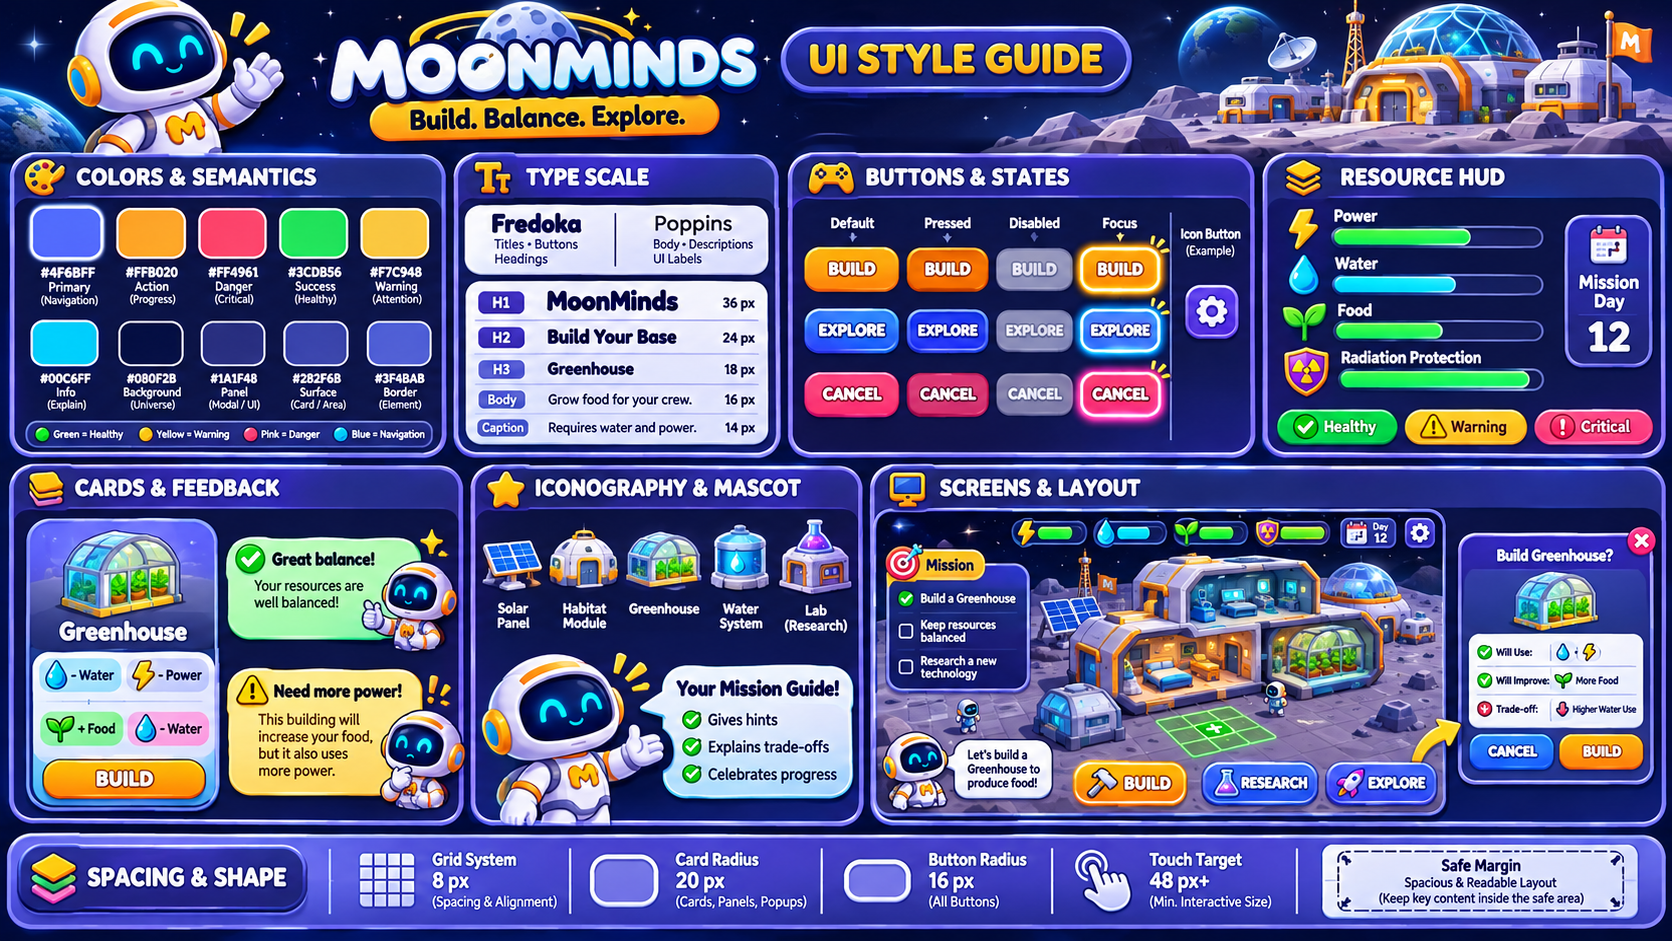 MOONMINDS
Build. Balance. Explore.
UI STYLE GUIDE
M
M
COLORS & SEMANTICS
#4F6BFF
Primary
(Navigation)
#FFB020
Action
(Progress)
#FF4961
Danger
(Critical)
#3CDB56
Success
(Healthy)
#F7C948
Warning
(Attention)
#00C6FF
Info
(Explain)
#080F2B
Background
(Universe)
#1A1F48
Panel
(Modal / UI)
#282F6B
Surface
(Card / Area)
#3F4BAB
Border
(Element)
Green = Healthy
Yellow = Warning
Pink = Danger
Blue = Navigation
TT TYPE SCALE
Fredoka
Titles • Buttons
Headings
Poppins
Body • Descriptions
UI Labels
H1 MoonMinds 36 px
H2 Build Your Base 24 px
H3 Greenhouse 18 px
Body Grow food for your crew. 16 px
Caption Requires water and power. 14 px
BUTTONS & STATES
Default Pressed Disabled Focus
BUILD BUILD BUILD BUILD
EXPLORE EXPLORE EXPLORE EXPLORE
CANCEL CANCEL CANCEL CANCEL
Icon Button
(Example)
RESOURCE HUD
Power
Water
Food
Radiation Protection
Mission
Day
12
Healthy
Warning
Critical
CARDS & FEEDBACK
Greenhouse
- Water - Power
+ Food - Water
BUILD
Great balance!
Your resources are
well balanced!
M
Need more power!
This building will
increase your food,
but it also uses
more power.
M
ICONOGRAPHY & MASCOT
Solar
Panel
Habitat
Module
Greenhouse
Water
System
Lab
(Research)
M
Your Mission Guide!
Gives hints
Explains trade-offs
Celebrates progress
SCREENS & LAYOUT
Day
12
Mission
Build a Greenhouse
Keep resources
balanced
Research a new
technology
M
M
Let's build a
Greenhouse to
produce food!
BUILD
RESEARCH
EXPLORE
Build Greenhouse?
Will Use:
Will Improve: More Food
Trade-off: Higher Water Use
CANCEL
BUILD
SPACING & SHAPE
Grid System
8 px
(Spacing & Alignment)
Card Radius
20 px
(Cards, Panels, Popups)
Button Radius
16 px
(All Buttons)
Touch Target
48 px+
(Min. Interactive Size)
Safe Margin
Spacious & Readable Layout
(Keep key content inside the safe area)